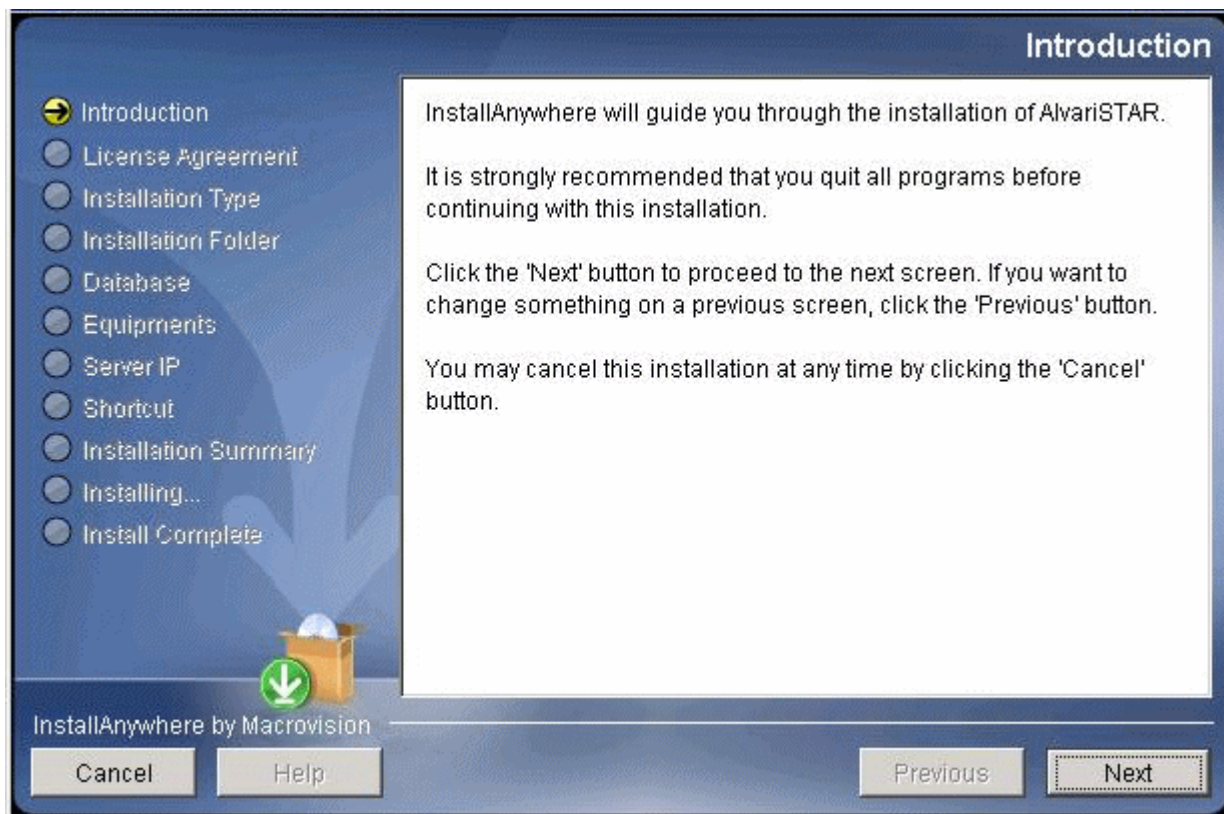 Introduction
Introduction
License Agreement
Installation Type
Installation Folder
Database
Equipments
Server IP
Shortcut
Installation Summary
Installing...
Install Complete
InstallAnywhere will guide you through the installation of AlvariSTAR.
It is strongly recommended that you quit all programs before
continuing with this installation.
Click the 'Next' button to proceed to the next screen. If you want to
change something on a previous screen, click the 'Previous' button.
You may cancel this installation at any time by clicking the 'Cancel'
button.
InstallAnywhere by Macrovision
Cancel
Help
Previous
Next